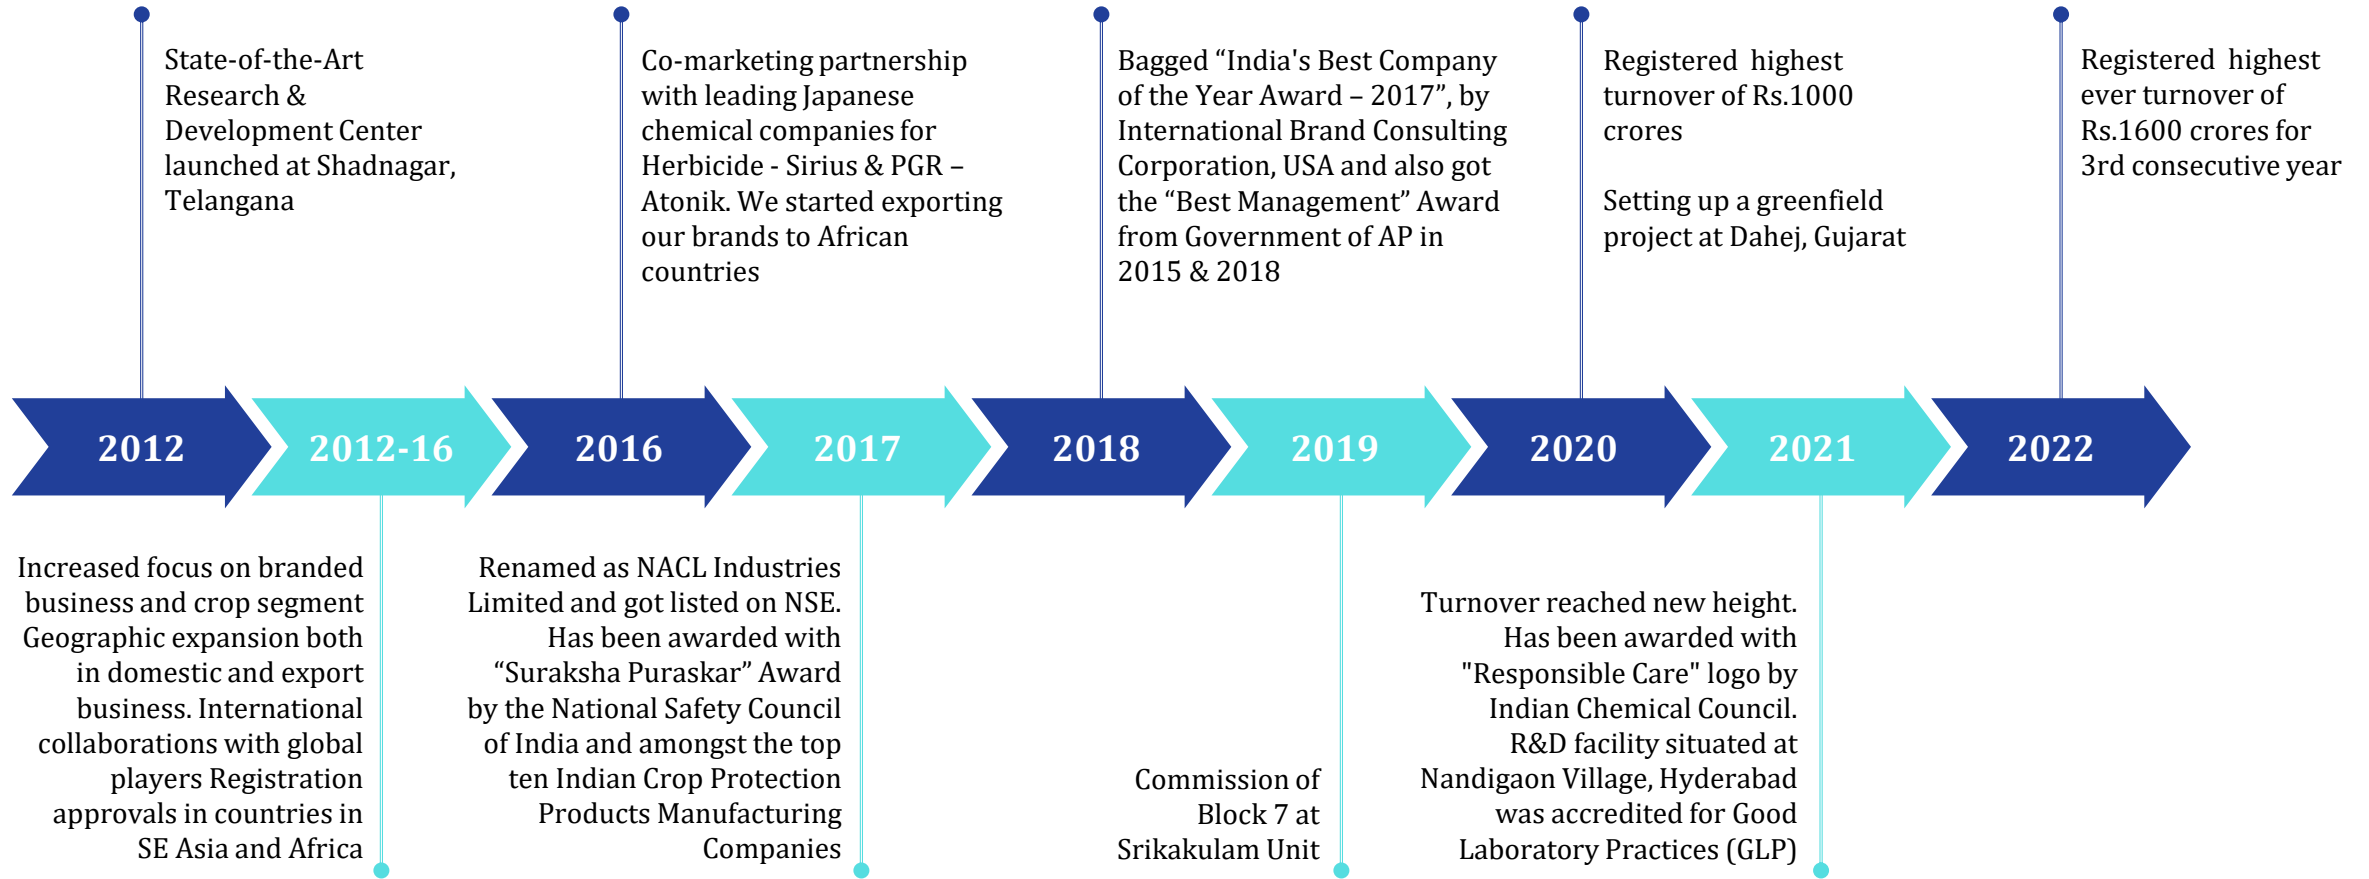 State-of-the-Art
Research &
Development Center
launched at Shadnagar,
Telangana
Co-marketing partnership
with leading Japanese
chemical companies for
Herbicide - Sirius & PGR –
Atonik. We started exporting
our brands to African
countries
Bagged “India's Best Company
of the Year Award – 2017”, by
International Brand Consulting
Corporation, USA and also got
the “Best Management” Award
from Government of AP in
2015 & 2018
Registered highest
turnover of Rs.1000
crores
Setting up a greenfield
project at Dahej, Gujarat
Registered highest
ever turnover of
Rs.1600 crores for
3rd consecutive year
2012
2012-16
2016
2017
2018
2019
2020
2021
2022
Increased focus on branded
business and crop segment
Geographic expansion both
in domestic and export
business. International
collaborations with global
players Registration
approvals in countries in
SE Asia and Africa
Renamed as NACL Industries
Limited and got listed on NSE.
Has been awarded with
“Suraksha Puraskar” Award
by the National Safety Council
of India and amongst the top
ten Indian Crop Protection
Products Manufacturing
Companies
Commission of
Block 7 at
Srikakulam Unit
Turnover reached new height.
Has been awarded with
"Responsible Care" logo by
Indian Chemical Council.
R&D facility situated at
Nandigaon Village, Hyderabad
was accredited for Good
Laboratory Practices (GLP)